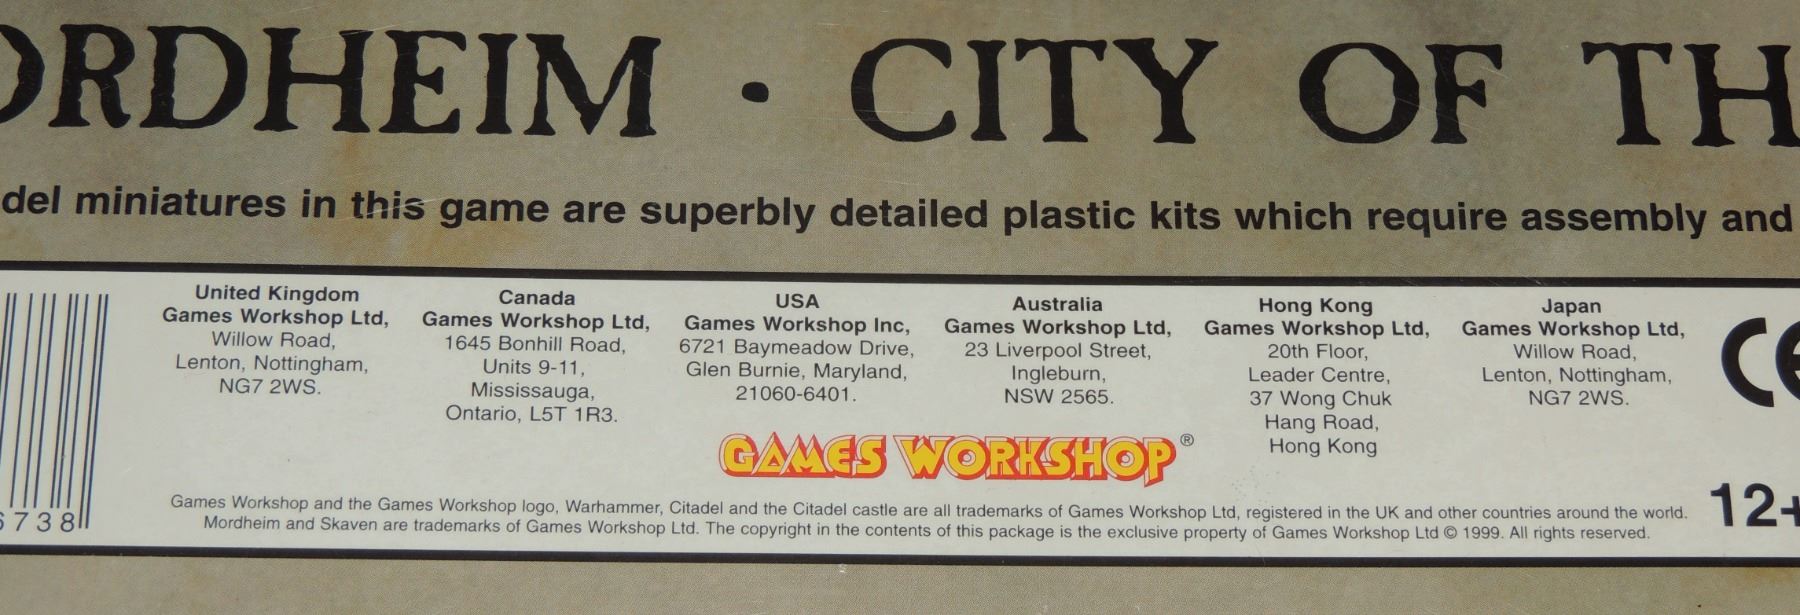 ORDHEIM · CITY OF TH
del miniatures in this game are superbly detailed plastic kits which require assembly and
United Kingdom
Games Workshop Ltd,
Willow Road,
Lenton, Nottingham,
NG7 2WS.
Canada
Games Workshop Ltd,
1645 Bonhill Road,
Units 9-11,
Mississauga,
Ontario, L5T 1R3.
USA
Games Workshop Inc,
6721 Baymeadow Drive,
Glen Burnie, Maryland,
21060-6401.
Australia
Games Workshop Ltd,
23 Liverpool Street,
Ingleburn,
NSW 2565.
Hong Kong
Games Workshop Ltd,
20th Floor,
Leader Centre,
37 Wong Chuk
Hang Road,
Hong Kong
Japan
Games Workshop Ltd,
Willow Road,
Lenton, Nottingham,
NG7 2WS.
CE
GAMES WORKSHOP®
6738
12+
Games Workshop and the Games Workshop logo, Warhammer, Citadel and the Citadel castle are all trademarks of Games Workshop Ltd, registered in the UK and other countries around the world.
Mordheim and Skaven are trademarks of Games Workshop Ltd. The copyright in the contents of this package is the exclusive property of Games Workshop Ltd © 1999. All rights reserved.